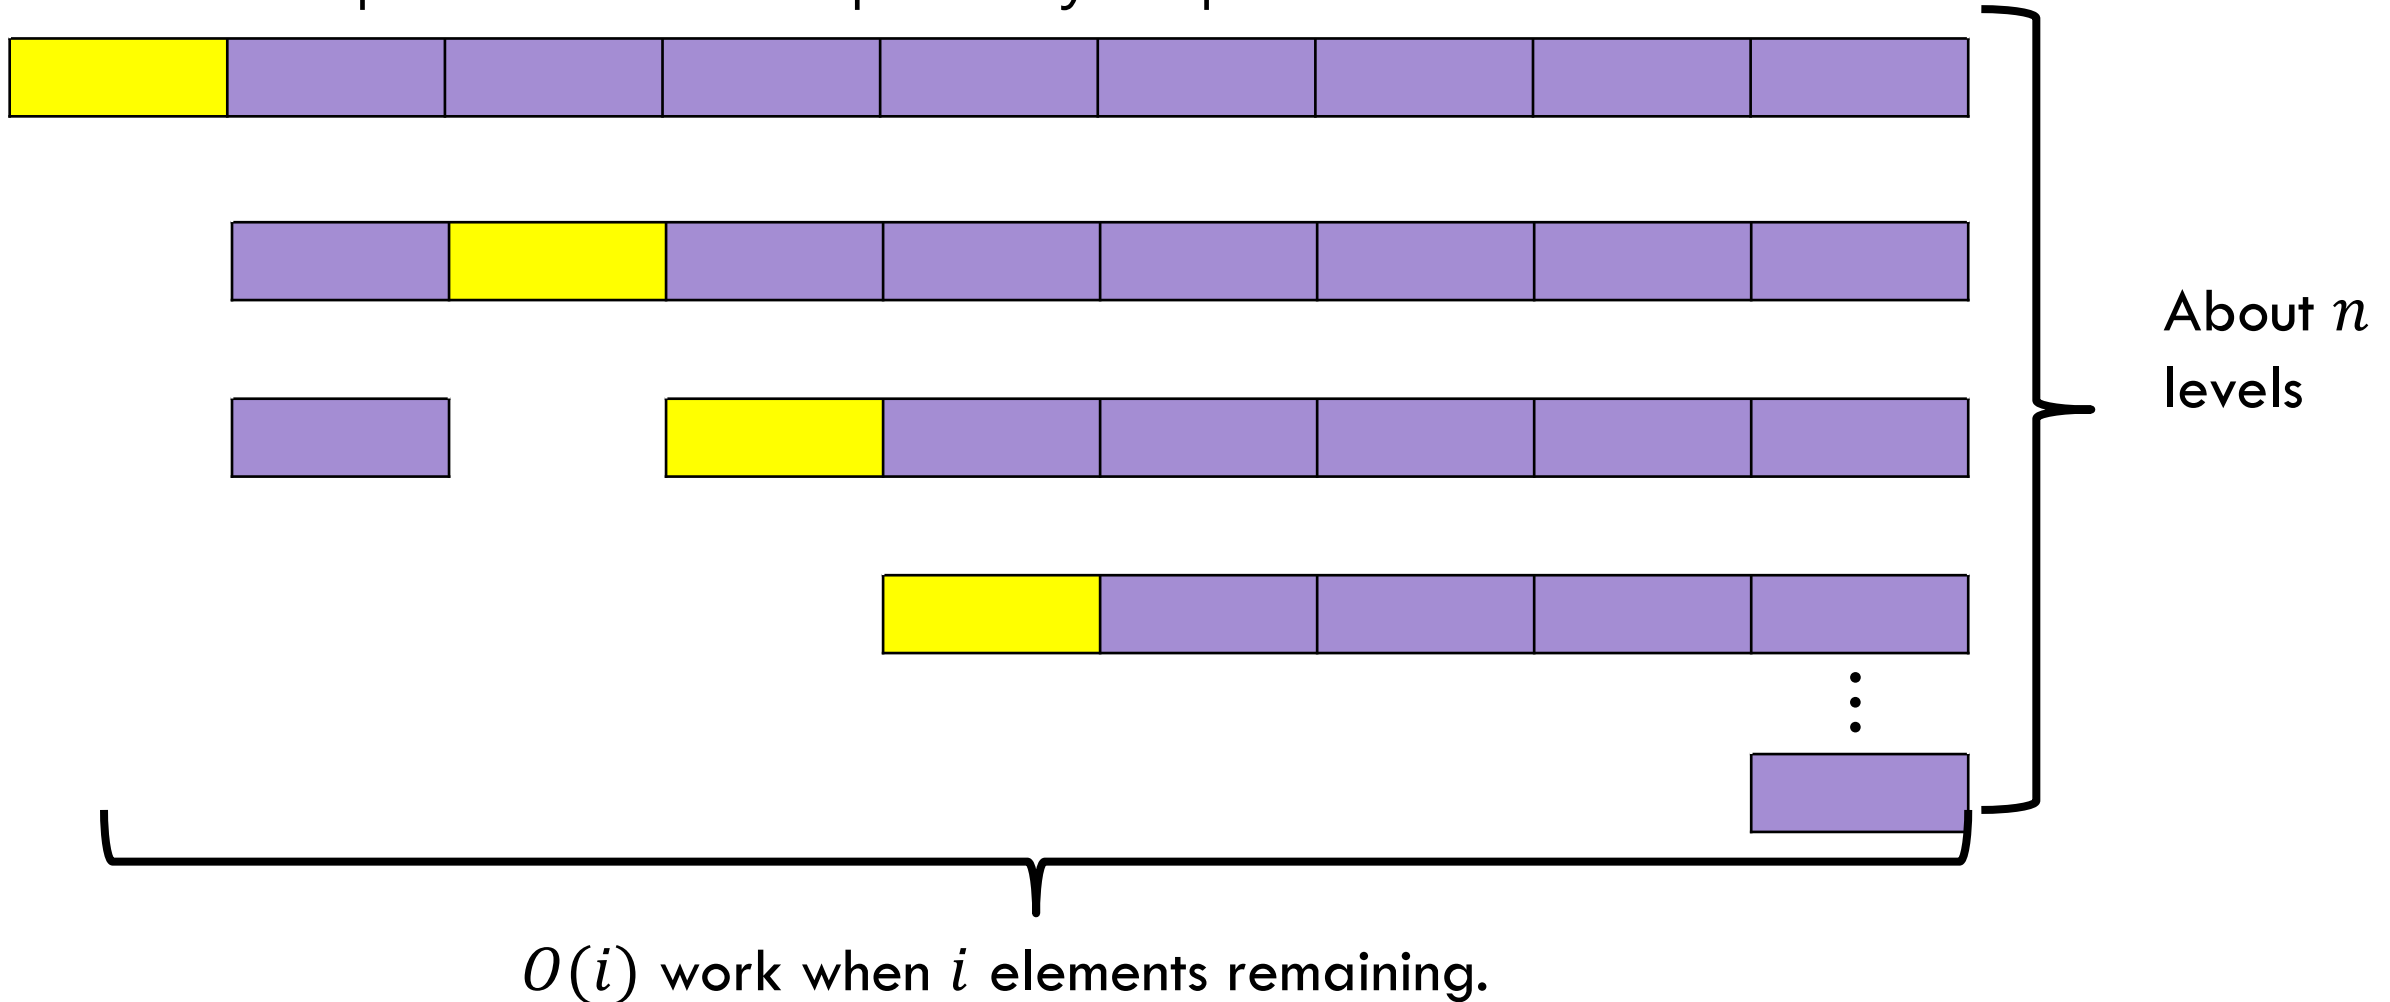 About n
levels
O(i) work when i elements remaining.